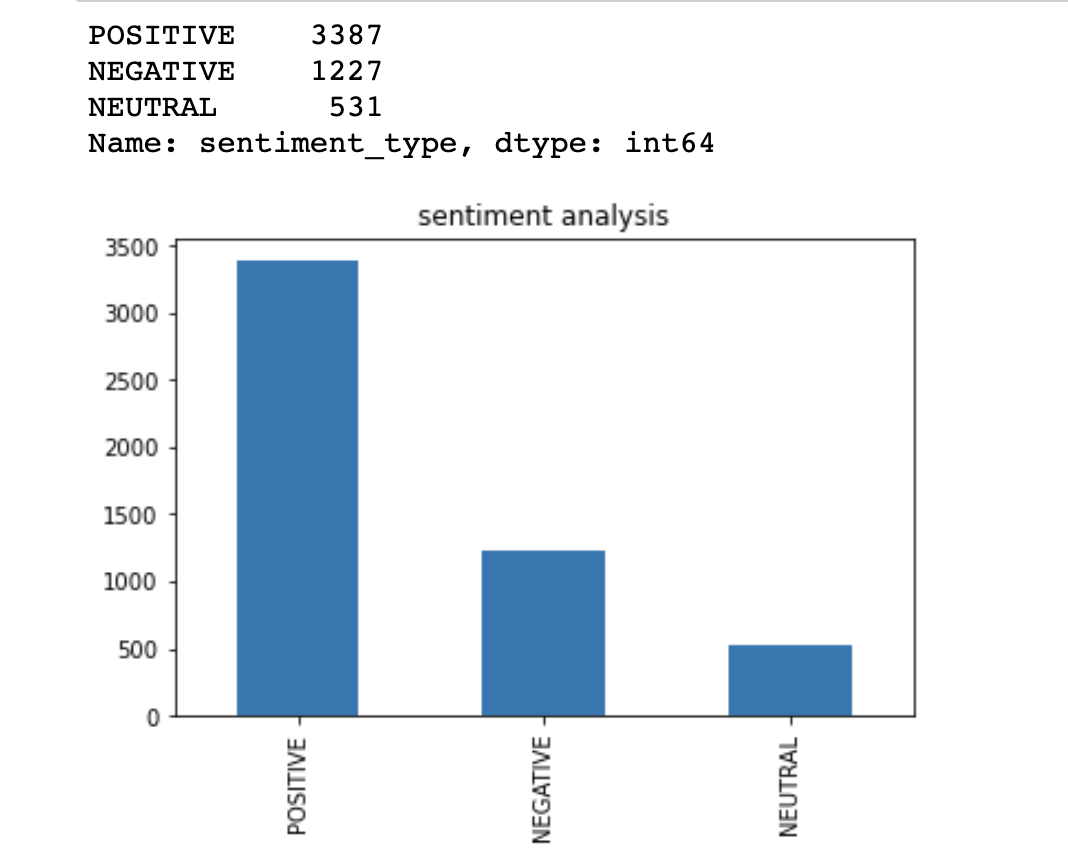 POSITIVE 3387
NEGATIVE 1227
NEUTRAL 531
Name: sentiment_type, dtype: int64
sentiment analysis
3500
3000
2500
2000
1500
1000
500
0
POSITIVE
NEGATIVE
NEUTRAL